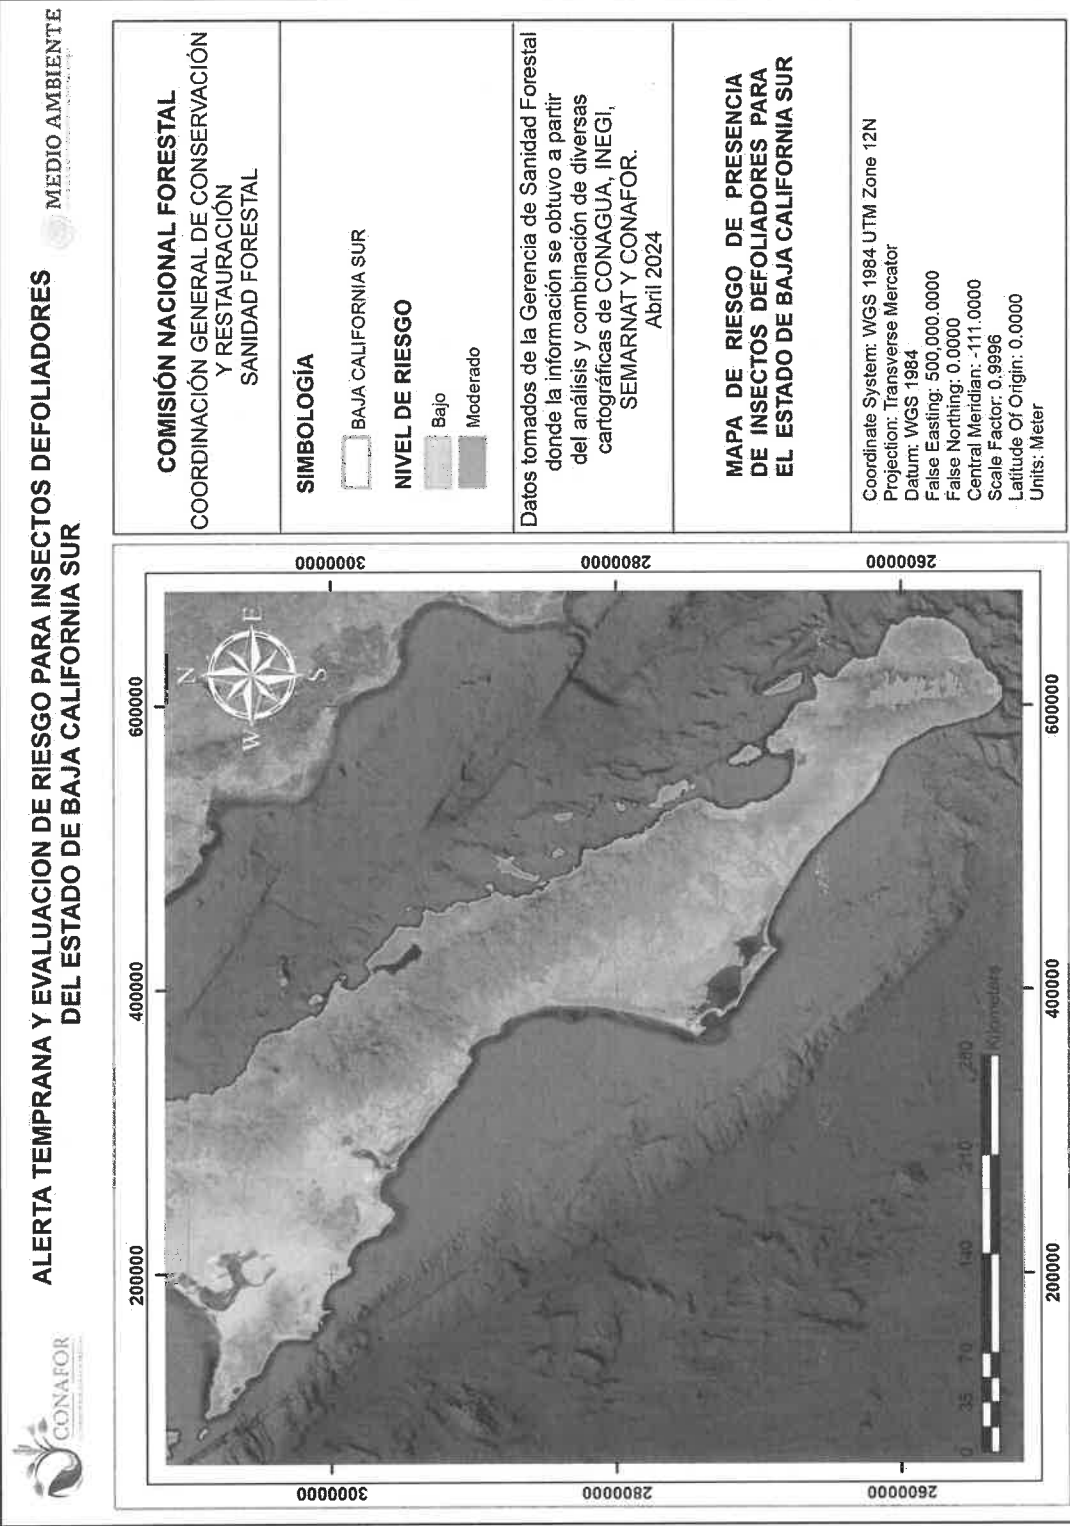 CONAFOR
ALERTA TEMPRANA Y EVALUACION DE RIESGO PARA INSECTOS DEFOLIADORES
DEL ESTADO DE BAJA CALIFORNIA SUR
MEDIO AMBIENTE
200000
400000
600000
3000000
2800000
2600000
N
W
E
S
0
35
70
140
210
280
Kilometers
3000000
2800000
2600000
200000
400000
600000
COMISIÓN NACIONAL FORESTAL
COORDINACIÓN GENERAL DE CONSERVACIÓN
Y RESTAURACIÓN
SANIDAD FORESTAL
SIMBOLOGÍA
BAJA CALIFORNIA SUR
NIVEL DE RIESGO
Bajo
Moderado
Datos tomados de la Gerencia de Sanidad Forestal
donde la información se obtuvo a partir
del análisis y combinación de diversas
cartográficas de CONAGUA, INEGI,
SEMARNAT Y CONAFOR.
Abril 2024
MAPA DE RIESGO DE PRESENCIA
DE INSECTOS DEFOLIADORES PARA
EL ESTADO DE BAJA CALIFORNIA SUR
Coordinate System: WGS 1984 UTM Zone 12N
Projection: Transverse Mercator
Datum: WGS 1984
False Easting: 500,000.0000
False Northing: 0.0000
Central Meridian: -111.0000
Scale Factor: 0.9996
Latitude Of Origin: 0.0000
Units: Meter